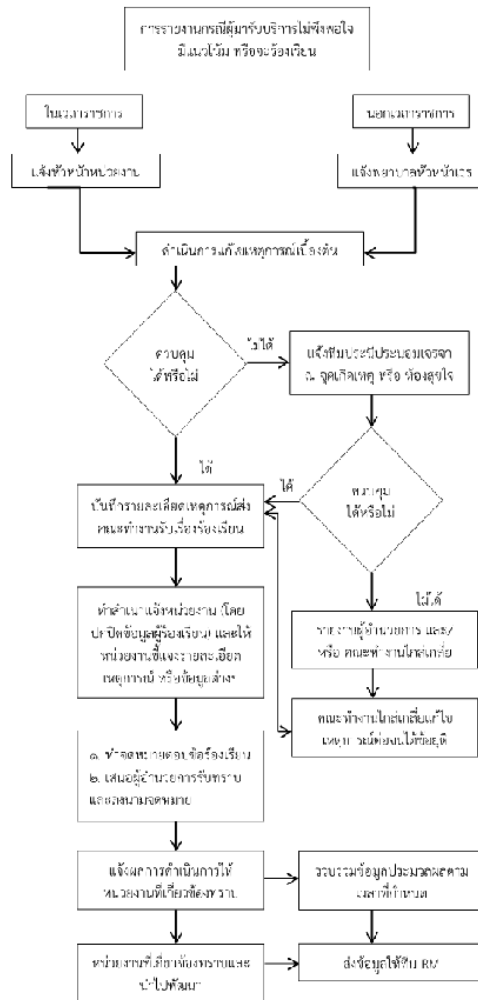 การรายงานกรณีผู้มารับบริการไม่พึงพอใจ
มีแนวโน้ม หรือจะร้องเรียน
ในเวลาราชการ
นอกเวลาราชการ
แจ้งหัวหน้าหน่วยงาน
แจ้งพยาบาลหัวหน้าเวร
ดำเนินการแก้ไขเหตุการณ์เบื้องต้น
ควบคุม
ได้หรือไม่
ไม่ได้
แจ้งทีมประนีประนอมเจรจา
ณ จุดเกิดเหตุ หรือ ห้องสุขใจ
ได้
ได้
ควบคุม
ได้หรือไม่
บันทึกรายละเอียดเหตุการณ์ส่ง
คณะทำงานรับเรื่องร้องเรียน
ไม่ได้
ทำสำเนาแจ้งหน่วยงาน (โดย
ปกปิดข้อมูลผู้ร้องเรียน) และให้
หน่วยงานชี้แจงรายละเอียด
เหตุการณ์ หรือข้อมูลต่างๆ
รายงานผู้อำนวยการ และ/
หรือ คณะทำงานไกล่เกลี่ย
คณะทำงานไกล่เกลี่ยแก้ไข
เหตุการณ์ต่อจนได้ข้อยุติ
๑. ทำจดหมายตอบข้อร้องเรียน
๒. เสนอผู้อำนวยการรับทราบ
และลงนามจดหมาย
แจ้งผลการดำเนินการให้
หน่วยงานที่เกี่ยวข้องทราบ
รวบรวมข้อมูลประมวลผลตาม
เวลาที่กำหนด
หน่วยงานที่เกี่ยวข้องทราบและ
นำไปพัฒนา
ส่งข้อมูลให้ทีม RM